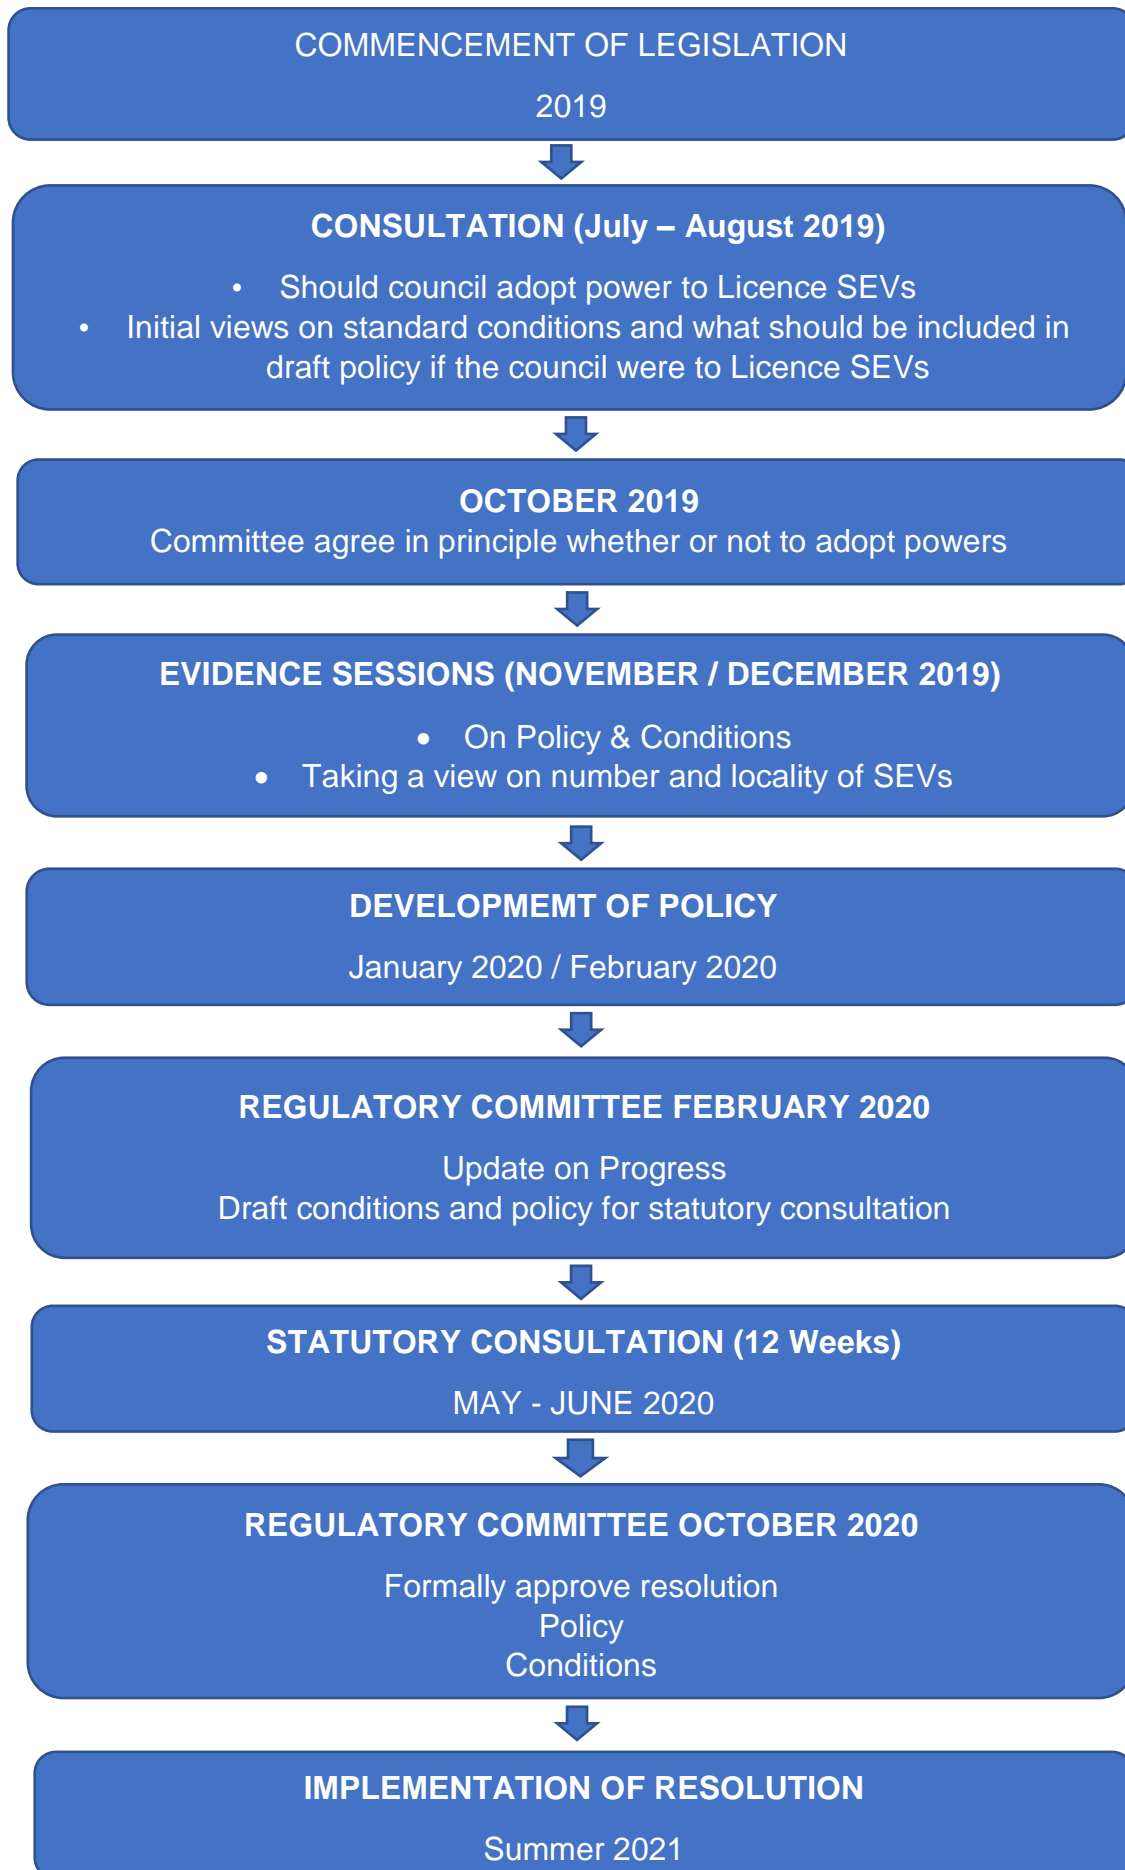 COMMENCEMENT OF LEGISLATION
2019
CONSULTATION (July – August 2019)
• Should council adopt power to Licence SEVs
• Initial views on standard conditions and what should be included in
draft policy if the council were to Licence SEVs
OCTOBER 2019
Committee agree in principle whether or not to adopt powers
EVIDENCE SESSIONS (NOVEMBER / DECEMBER 2019)
• On Policy & Conditions
• Taking a view on number and locality of SEVs
DEVELOPMEMT OF POLICY
January 2020 / February 2020
REGULATORY COMMITTEE FEBRUARY 2020
Update on Progress
Draft conditions and policy for statutory consultation
STATUTORY CONSULTATION (12 Weeks)
MAY - JUNE 2020
REGULATORY COMMITTEE OCTOBER 2020
Formally approve resolution
Policy
Conditions
IMPLEMENTATION OF RESOLUTION
Summer 2021